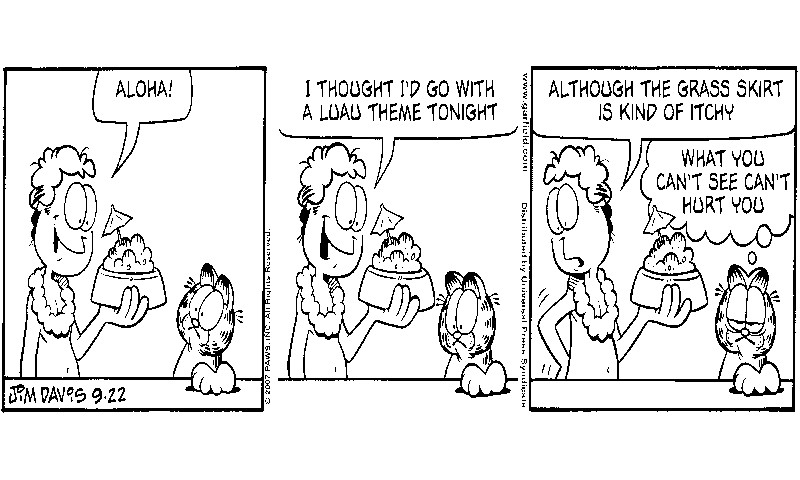 ALOHA!
I THOUGHT I'D GO WITH
A LUAU THEME TONIGHT
ALTHOUGH THE GRASS SKIRT
IS KIND OF ITCHY
WHAT YOU
CAN'T SEE CAN'T
HURT YOU
JIM DAVIS 9.22
© 2007 PAWS, INC. All Rights Reserved.
www.garfield.com
Distributed by Universal Press Syndicate